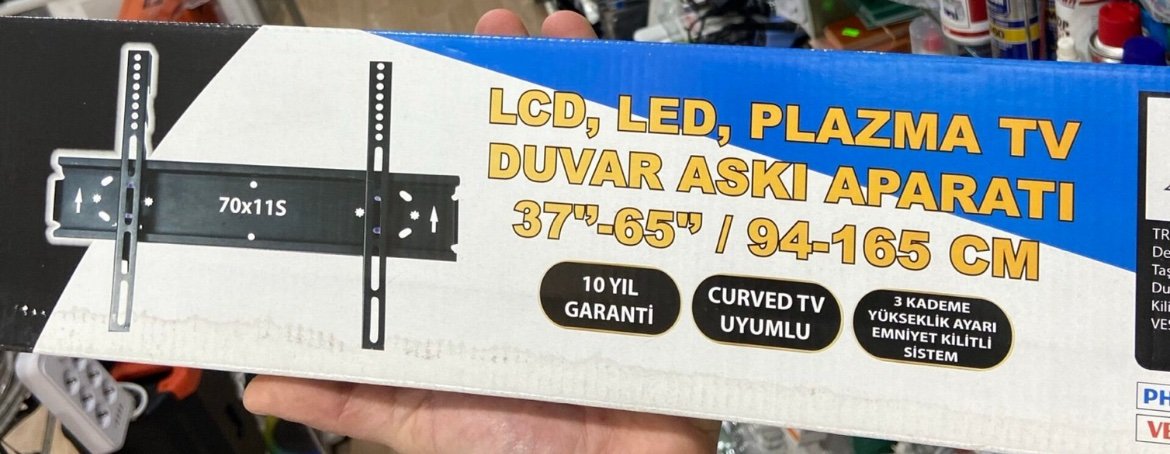 70x11S
LCD, LED, PLAZMA TV
DUVAR ASKI APARATI
37"-65" / 94-165 CM
10 YIL
GARANTİ
CURVED TV
UYUMLU
3 KADEME
YÜKSEKLİK AYARI
EMNİYET KİLİTLİ
SİSTEM